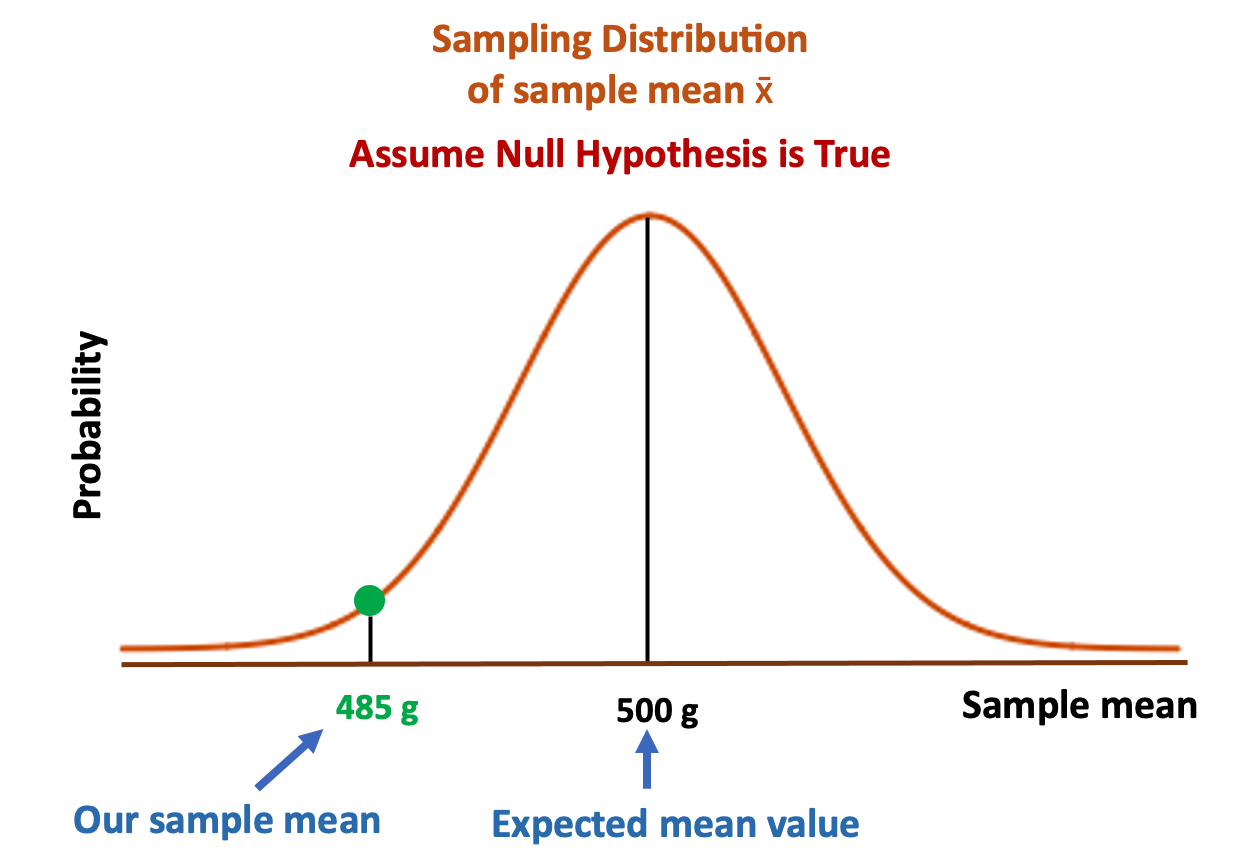 Sampling Distribution
of sample mean x̄
Assume Null Hypothesis is True
Probability
485 g
500 g
Sample mean
Our sample mean
Expected mean value